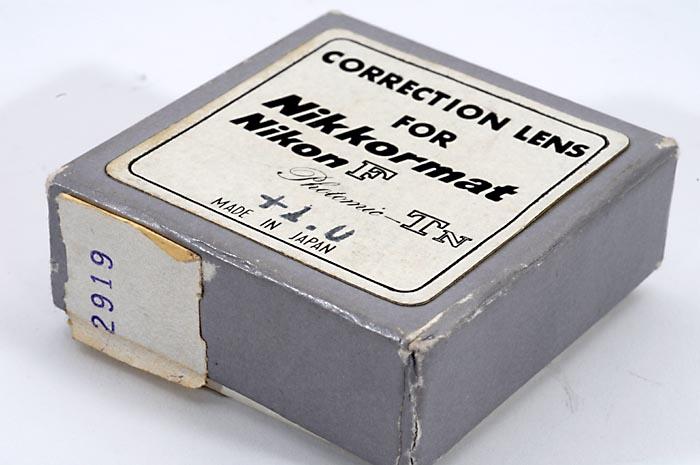 CORRECTION LENS
FOR
Nikkormat
Nikon F
Photomic TN
+1.0
MADE IN JAPAN
2919